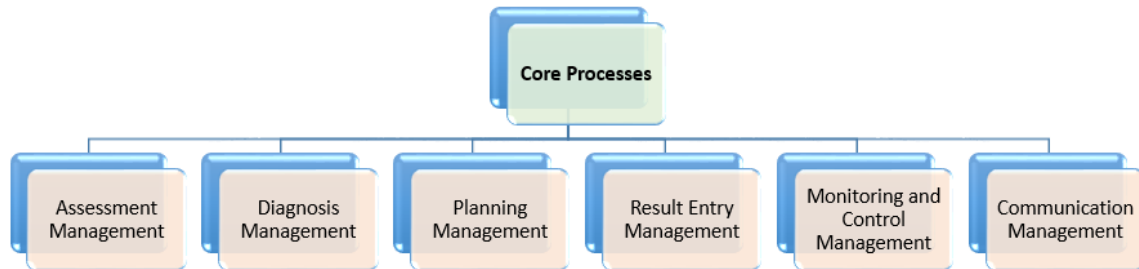 Core Processes
Assessment
Management
Diagnosis
Management
Planning
Management
Result Entry
Management
Monitoring and
Control
Management
Communication
Management